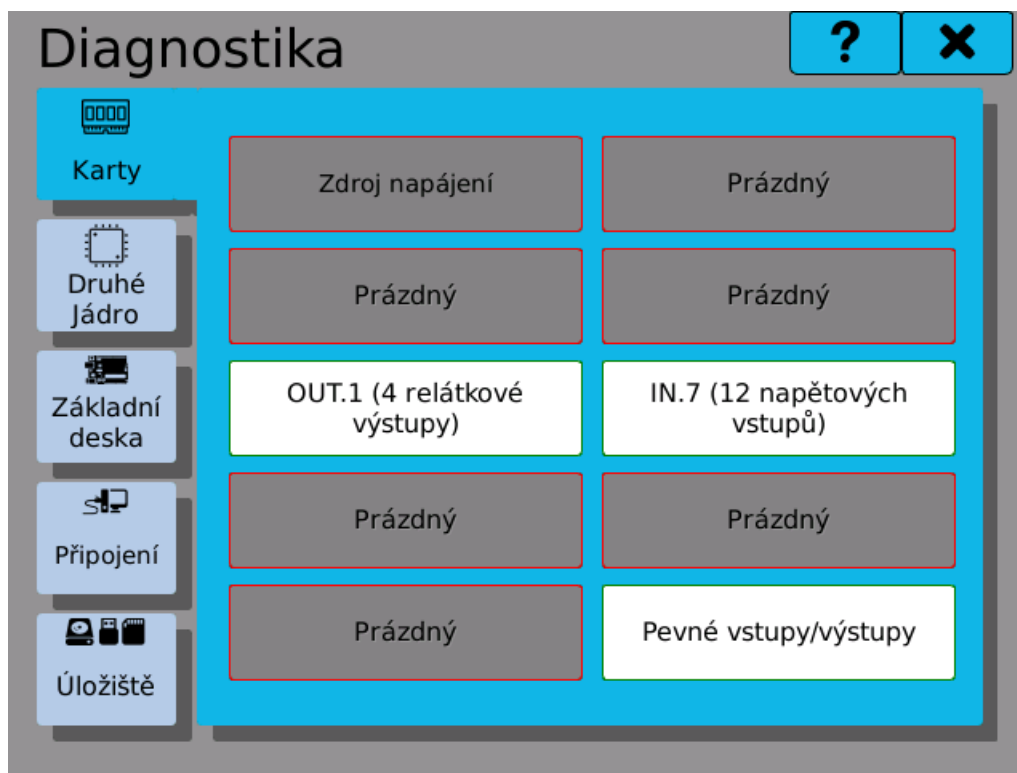 Diagnostika
?
Karty
Druhé
Jádro
Základní
deska
Připojení
Úložiště
Zdroj napájení
Prázdný
Prázdný
Prázdný
OUT.1 (4 relátkové
výstupy)
IN.7 (12 napětových
vstupů)
Prázdný
Prázdný
Prázdný
Pevné vstupy/výstupy